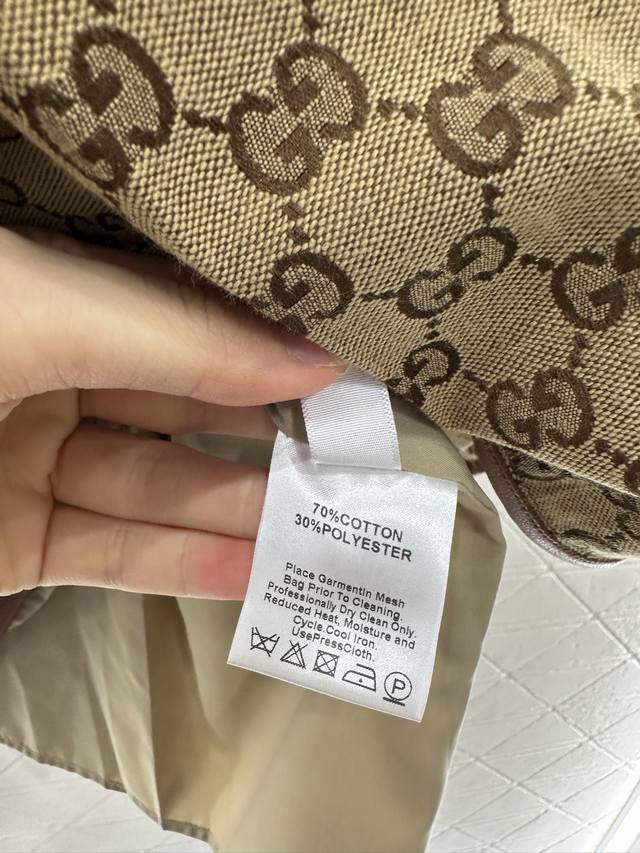 70%COTTON
30%POLYESTER
Place GarmentIn Mesh
Bag Prior To Cleaning.
Professionally Dry Clean Only.
Reduced Heat, Moisture and
Cycle.Cool Iron.
UsePressCloth.
P